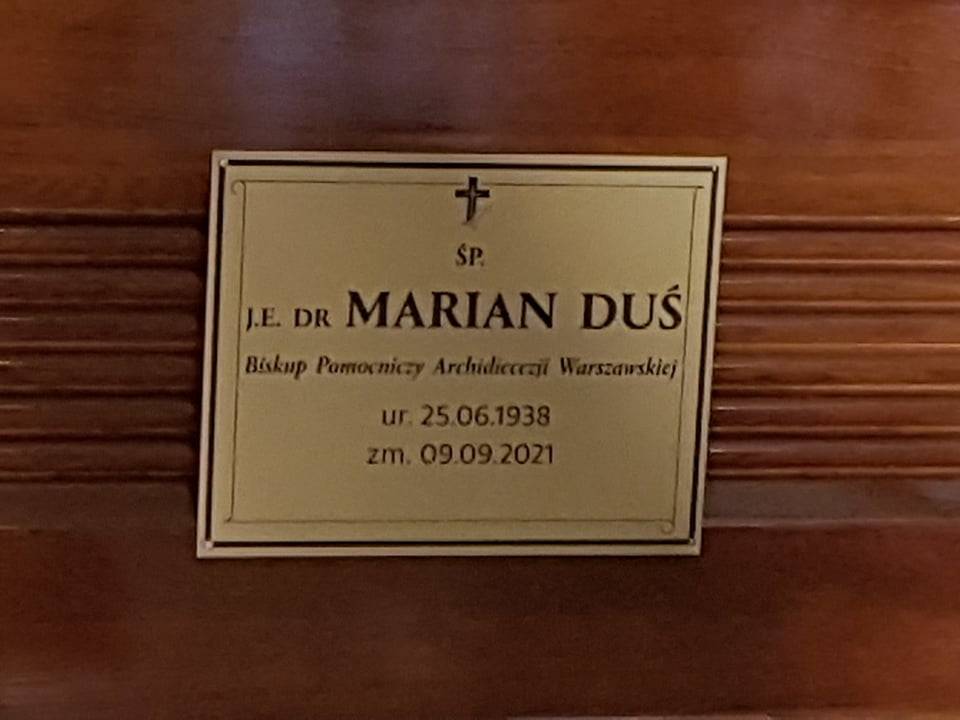 ŚP.
J.E. DR MARIAN DUŚ
Biskup Pomocniczy Archidiecezji Warszawskiej
ur. 25.06.1938
zm. 09.09.2021